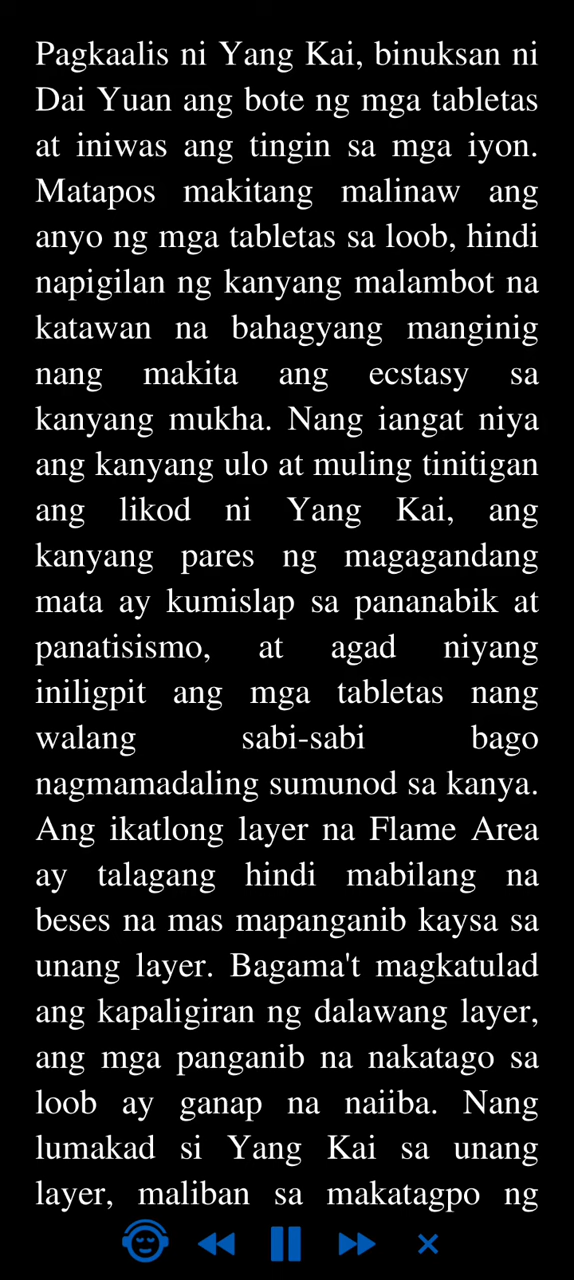 Pagkaalis ni Yang Kai, binuksan ni
Dai Yuan ang bote ng mga tabletas
at iniwas ang tingin sa mga iyon.
Matapos makitang malinaw ang
anyo ng mga tabletas sa loob, hindi
napigilan ng kanyang malambot na
katawan na bahagyang manginig
nang makita ang ecstasy sa
kanyang mukha. Nang iangat niya
ang kanyang ulo at muling tinitigan
ang likod ni Yang Kai, ang
kanyang pares ng magagandang
mata ay kumislap sa pananabik at
panatisismo, at agad niyang
iniligpit ang mga tabletas nang
walang sabi-sabi bago
nagmamadaling sumunod sa kanya.
Ang ikatlong layer na Flame Area
ay talagang hindi mabilang na
beses na mas mapanganib kaysa sa
unang layer. Bagama't magkatulad
ang kapaligiran ng dalawang layer,
ang mga panganib na nakatago sa
loob ay ganap na naiiba. Nang
lumakad si Yang Kai sa unang
layer, maliban sa makatagpo ng